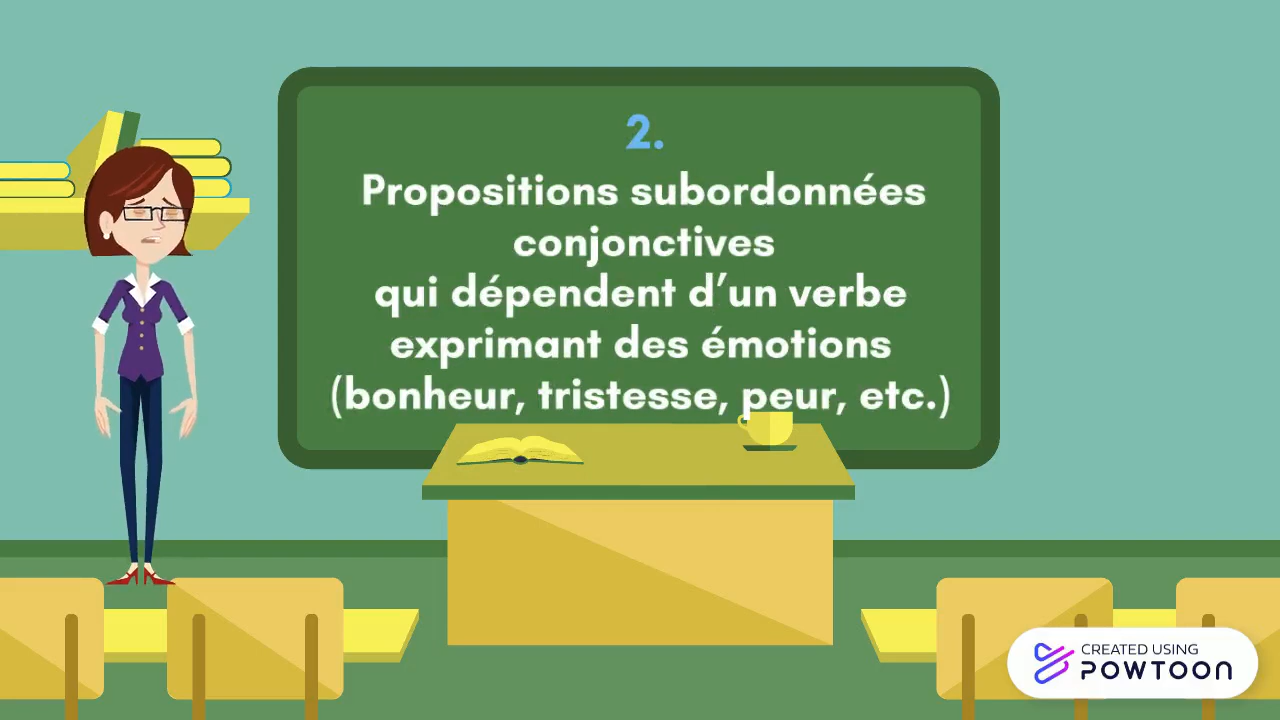 2.
Propositions subordonnées
conjonctives
qui dépendent d’un verbe
exprimant des émotions
(bonheur, tristesse, peur, etc.)
CREATED USING
POWTOON